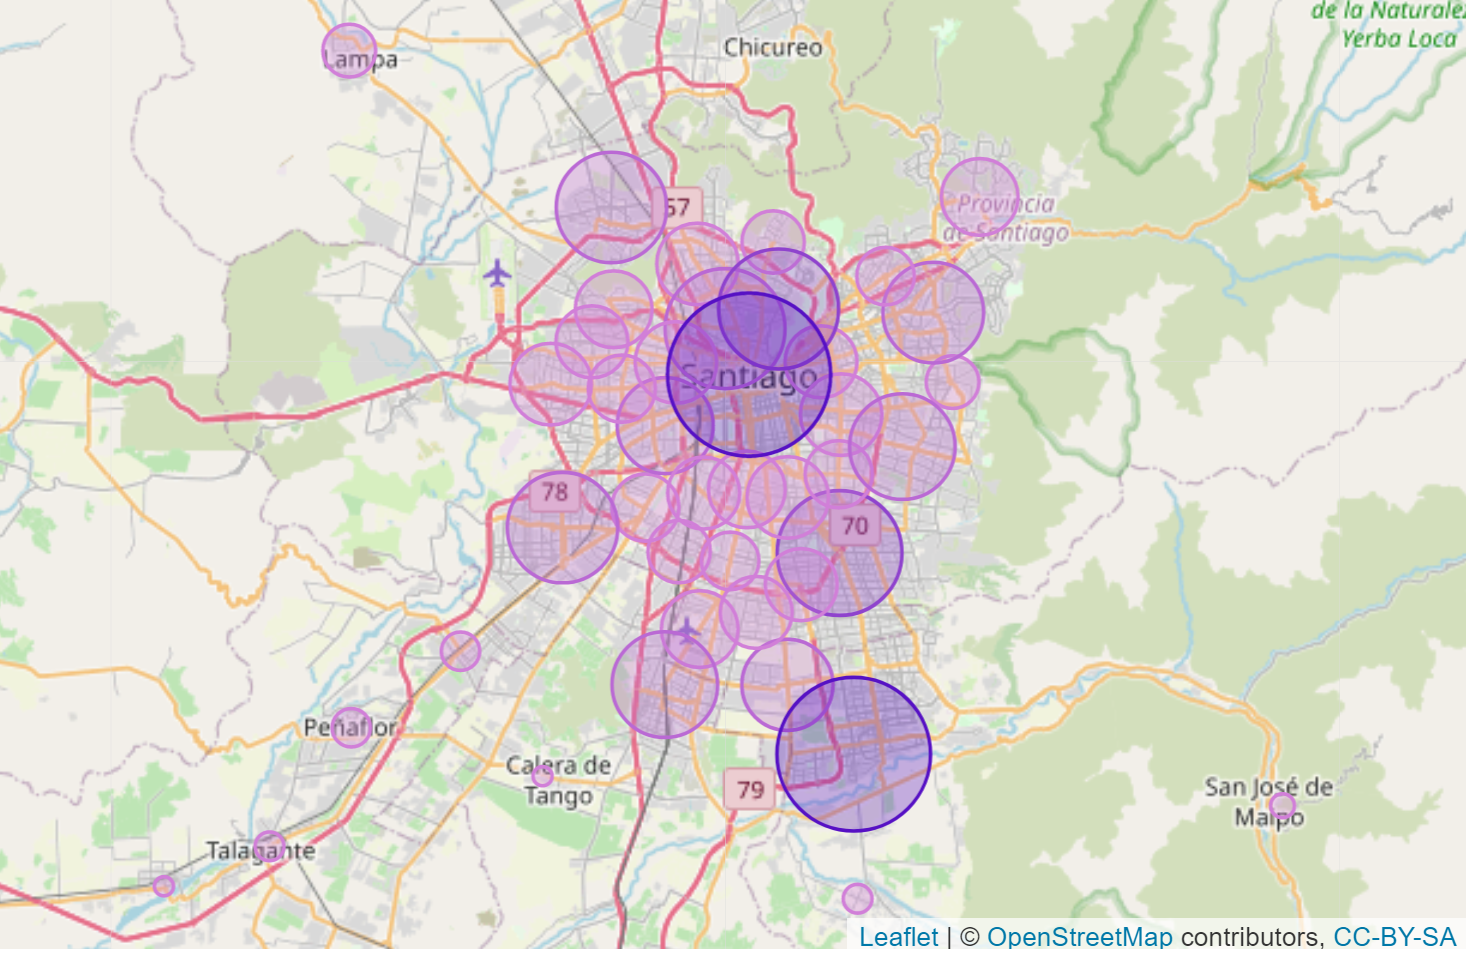 de la Naturalez
Yerba Loca
Chicureo
Lampa
57
Provincia
de Santiago
Santiago
78
70
Peñaflor
Calera de
Tango
79
San José de
Maipo
Talagante
Leaflet | © OpenStreetMap contributors, CC-BY-SA